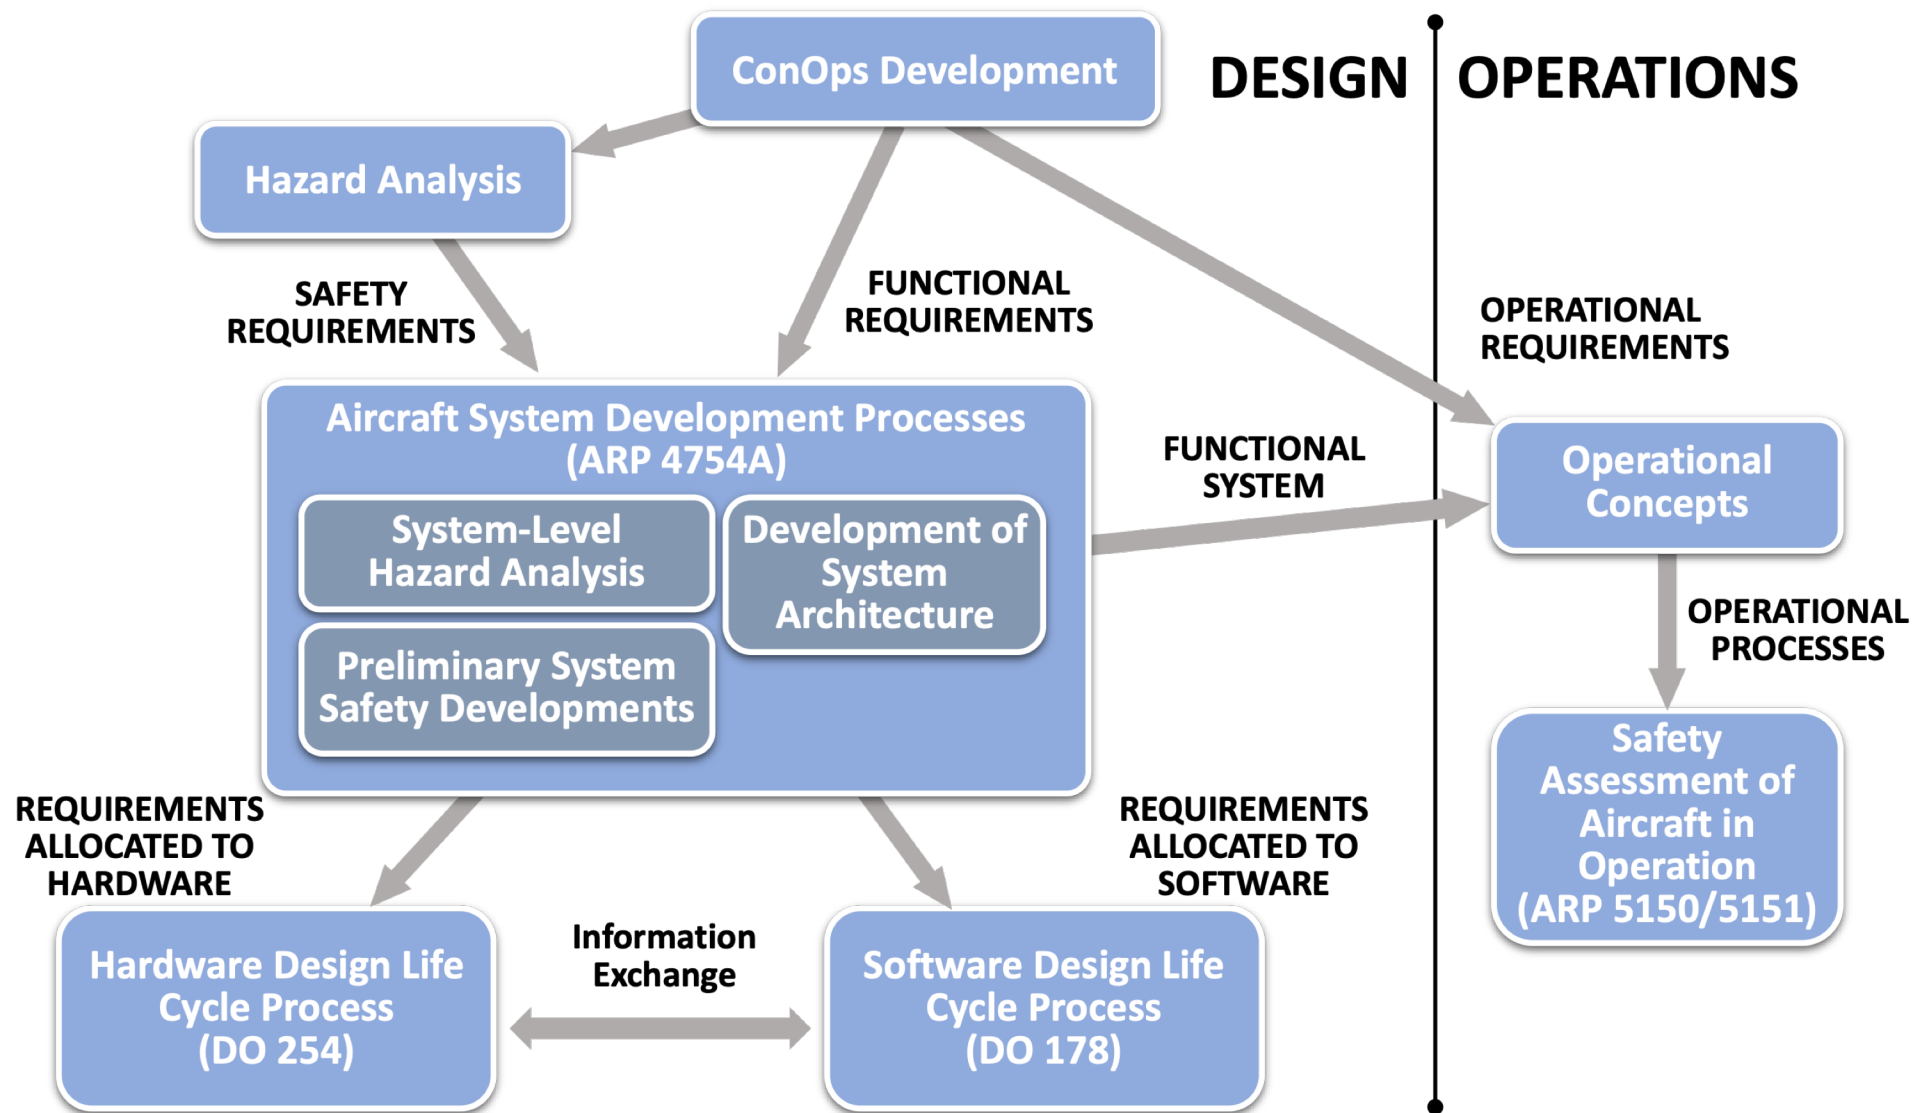 ConOps Development
DESIGN
OPERATIONS
Hazard Analysis
SAFETY
REQUIREMENTS
FUNCTIONAL
REQUIREMENTS
OPERATIONAL
REQUIREMENTS
Aircraft System Development Processes
(ARP 4754A)
System-Level
Hazard Analysis
Development of
System
Architecture
Preliminary System
Safety Developments
FUNCTIONAL
SYSTEM
Operational
Concepts
OPERATIONAL
PROCESSES
Safety
Assessment of
Aircraft in
Operation
(ARP 5150/5151)
REQUIREMENTS
ALLOCATED TO
HARDWARE
REQUIREMENTS
ALLOCATED TO
SOFTWARE
Hardware Design Life
Cycle Process
(DO 254)
Information
Exchange
Software Design Life
Cycle Process
(DO 178)